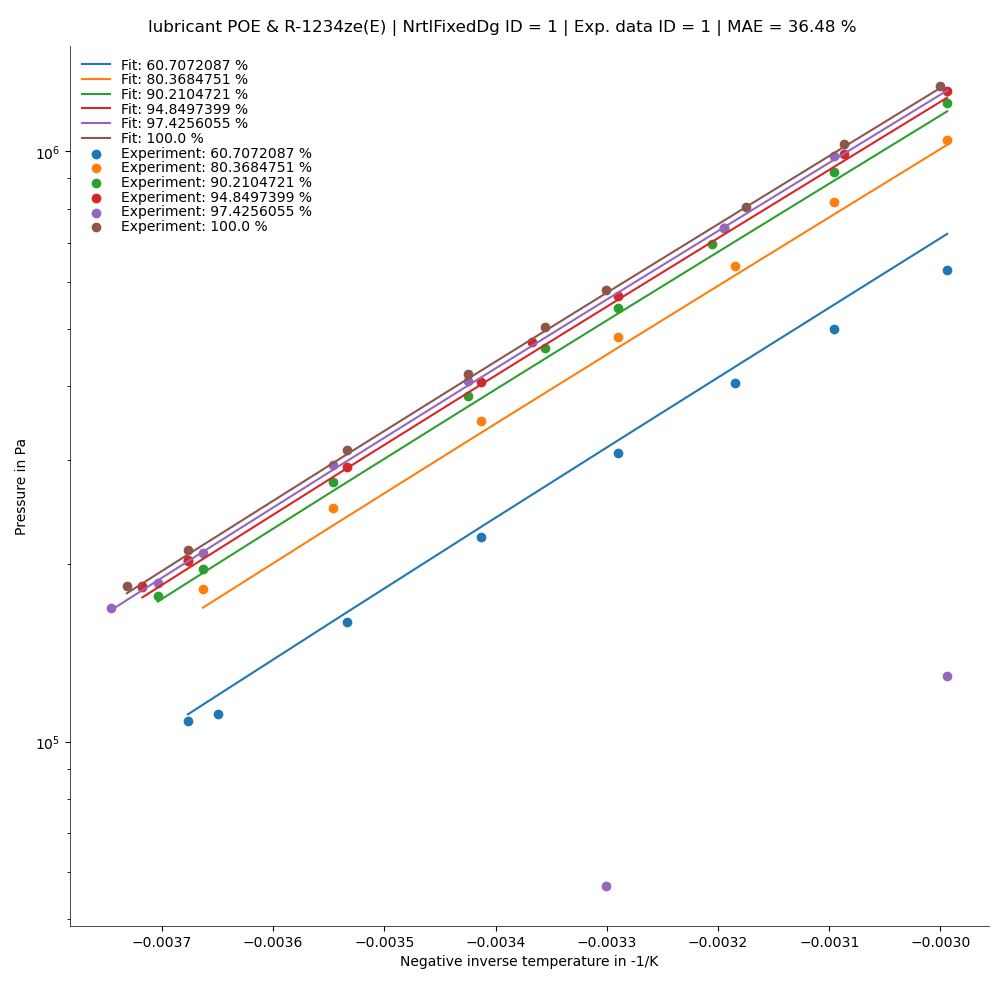 lubricant POE & R-1234ze(E) | NrtlFixedDg ID = 1 | Exp. data ID = 1 | MAE = 36.48 %
Fit: 60.7072087 %
Fit: 80.3684751 %
Fit: 90.2104721 %
Fit: 94.8497399 %
Fit: 97.4256055 %
Fit: 100.0 %
Experiment: 60.7072087 %
Experiment: 80.3684751 %
Experiment: 90.2104721 %
Experiment: 94.8497399 %
Experiment: 97.4256055 %
Experiment: 100.0 %
10⁶
10⁵
Pressure in Pa
−0.0037 −0.0036 −0.0035 −0.0034 −0.0033 −0.0032 −0.0031 −0.0030
Negative inverse temperature in -1/K